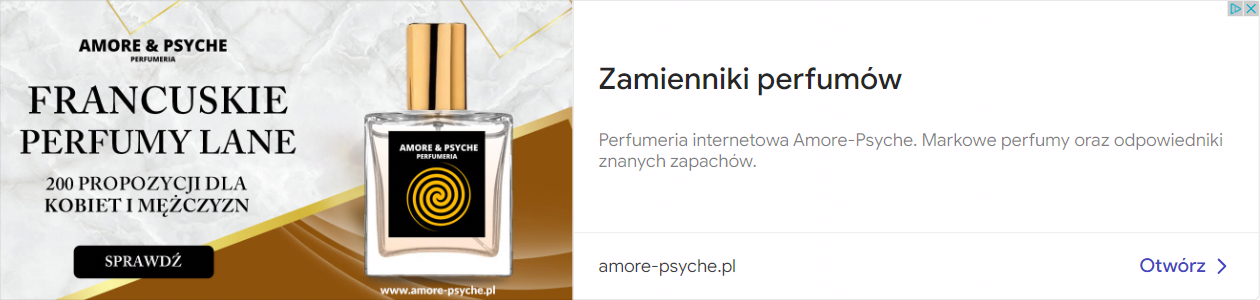 AMORE & PSYCHE
PERFUMERIA
FRANCUSKIE
PERFUMY LANE
200 PROPOZYCJI DLA
KOBIET I MĘŻCZYZN
SPRAWDŹ
AMORE & PSYCHE
PERFUMERIA
www.amore-psyche.pl
Zamienniki perfumów
Perfumeria internetowa Amore-Psyche. Markowe perfumy oraz odpowiedniki
znanych zapachów.
amore-psyche.pl
Otwórz